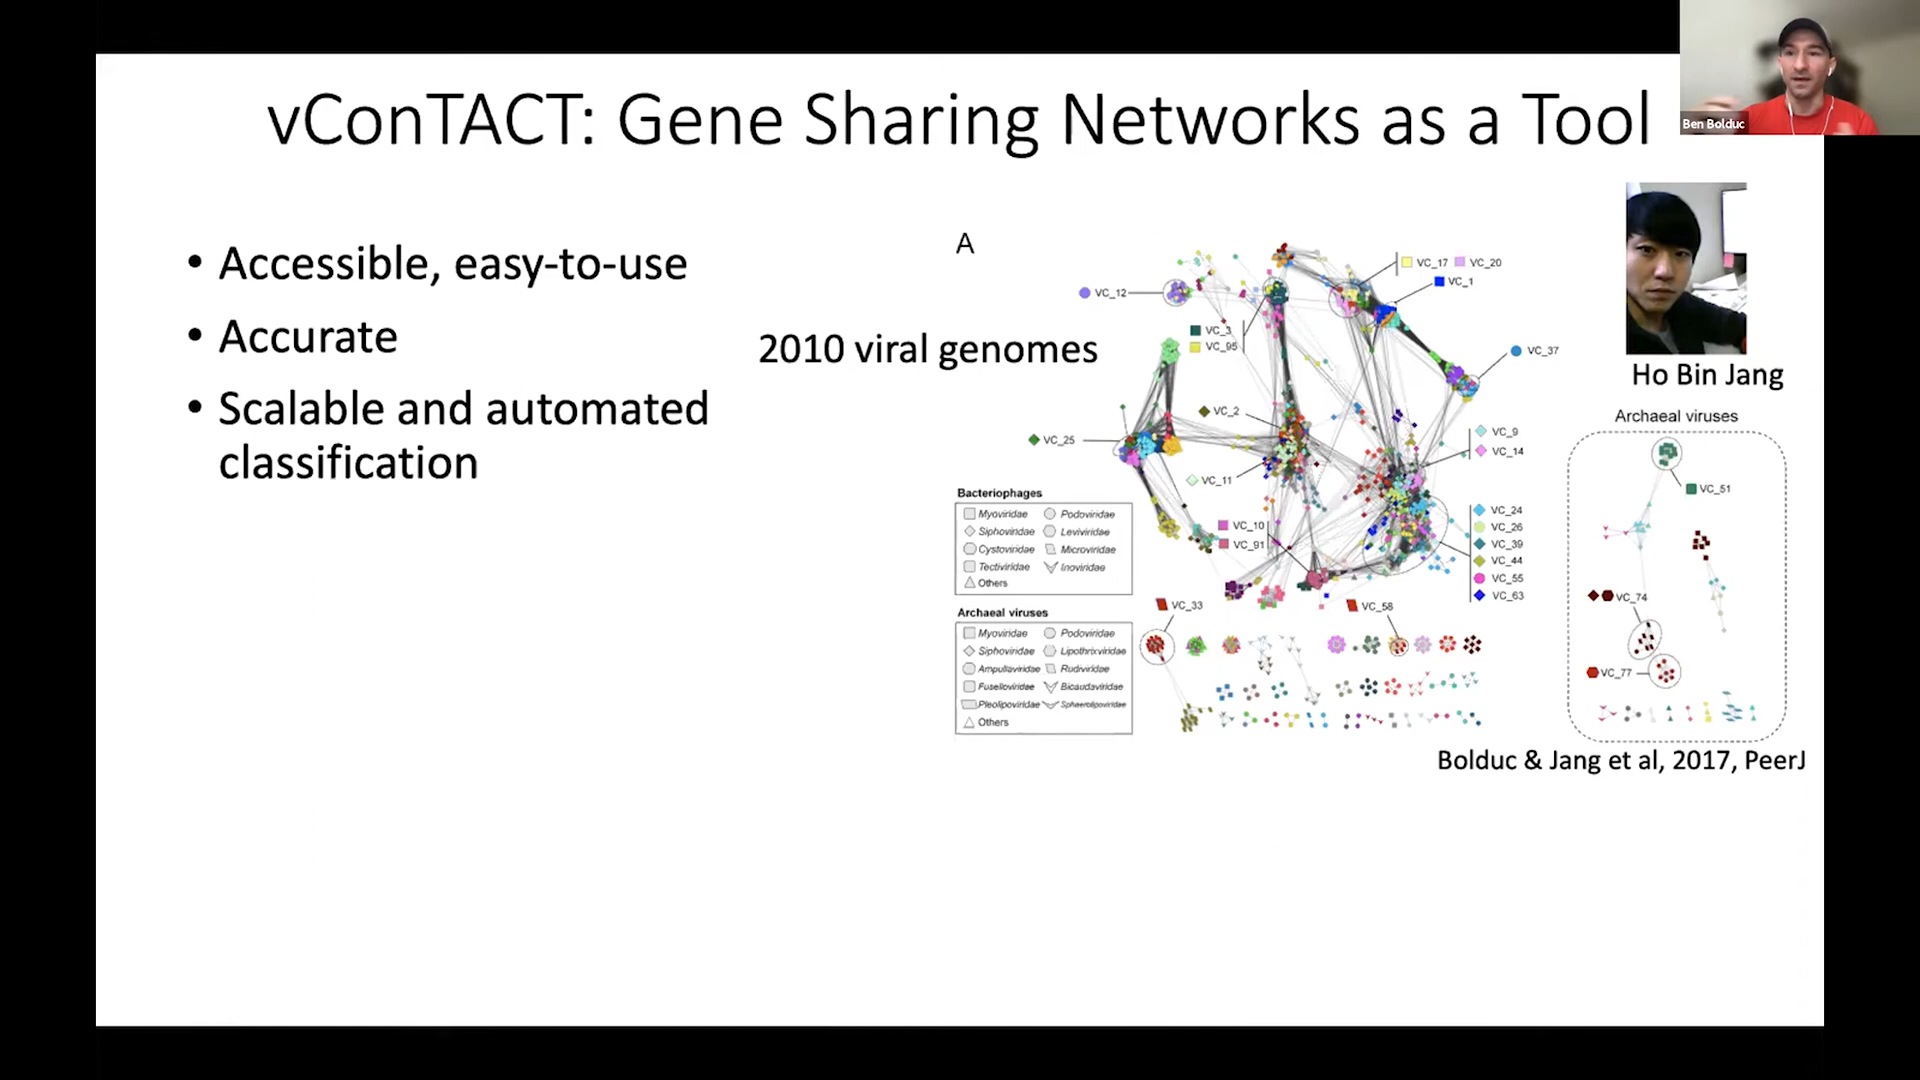 vConTACT: Gene Sharing Networks as a Tool
Ben Bolduc
• Accessible, easy-to-use
• Accurate
• Scalable and automated
classification
2010 viral genomes
A
VC_12
VC_17 VC_20
VC_1
VC_3
VC_95
VC_37
VC_2
VC_25
VC_9
VC_14
VC_11
VC_10
VC_91
VC_24
VC_26
VC_39
VC_44
VC_55
VC_63
VC_33
VC_58
Bacteriophages
Myoviridae Podoviridae
Siphoviridae Leviviridae
Cystoviridae Microviridae
Tectiviridae Inoviridae
Others
Archaeal viruses
Myoviridae Podoviridae
Siphoviridae Lipothrixviridae
Ampullaviridae Rudiviridae
Fuselloviridae Bicaudaviridae
Pleolipoviridae Sphaerolipoviridae
Others
Ho Bin Jang
Archaeal viruses
VC_51
VC_74
VC_77
Bolduc & Jang et al, 2017, PeerJ